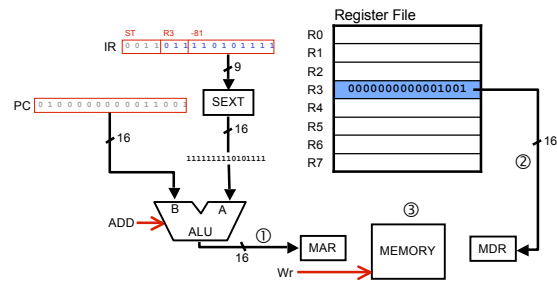 Register File
ST R3 -81
IR 0 0 1 1 0 1 1 1 1 0 1 0 1 1 1 1
R0
R1
R2
R3 0000000000001001
R4
R5
R6
R7
9
SEXT
PC 0 1 0 0 0 0 0 0 0 0 0 1 1 0 0 1
16
16
16
②
1111111110101111
B A
ADD
ALU
①
16
③
MAR
MEMORY
MDR
Wr